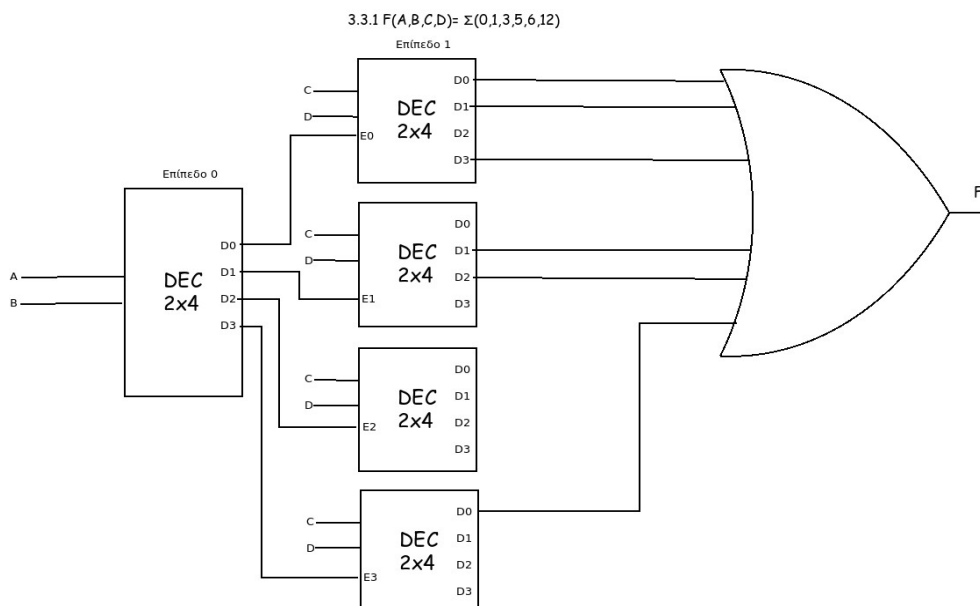 3.3.1 F(A,B,C,D)= Σ(0,1,3,5,6,12)
Επίπεδο 1
C
D
E0
DEC
2x4
D0
D1
D2
D3
Επίπεδο 0
A
B
DEC
2x4
D0
D1
D2
D3
C
D
E1
DEC
2x4
D0
D1
D2
D3
C
D
E2
DEC
2x4
D0
D1
D2
D3
C
D
E3
DEC
2x4
D0
D1
D2
D3
F